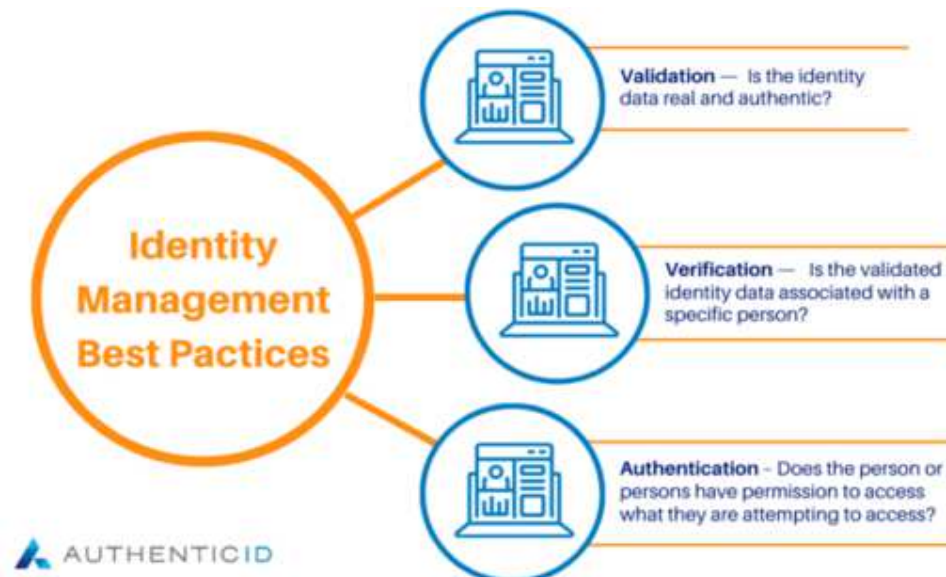 Identity
Management
Best Pactices
Validation — Is the identity
data real and authentic?
Verification — Is the validated
identity data associated with a
specific person?
Authentication - Does the person or
persons have permission to access
what they are attempting to access?
AUTHENTICID